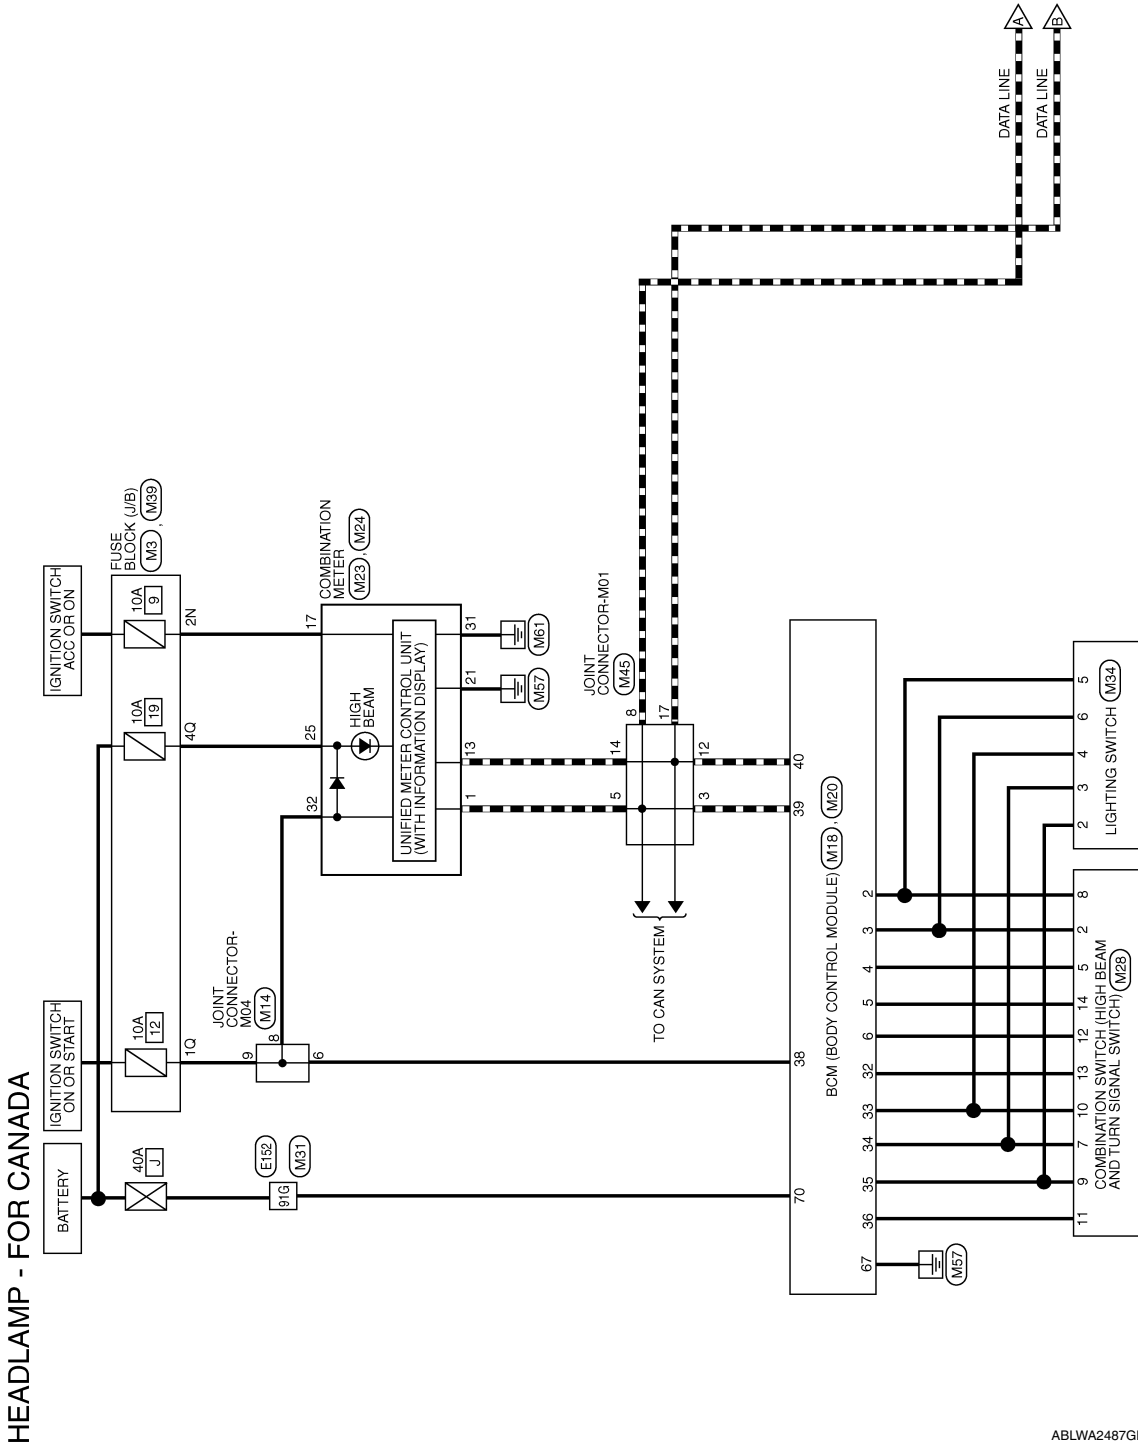 HEADLAMP - FOR CANADA
BATTERY
IGNITION SWITCH
ON OR START
IGNITION SWITCH
ACC OR ON
40A
J
10A
12
10A
19
10A
9
FUSE
BLOCK (J/B)
M3 , M39
1Q
4Q
2N
E152
91G
M31
JOINT
CONNECTOR-
M04
M14
9
8
6
32
25
17
COMBINATION
METER
M23 , M24
HIGH
BEAM
UNIFIED METER CONTROL UNIT
(WITH INFORMATION DISPLAY)
1
13
21
31
M57
M61
JOINT
CONNECTOR-M01
M45
5
14
8
17
3
12
TO CAN SYSTEM
DATA LINE
A
DATA LINE
B
70
38
39
40
BCM (BODY CONTROL MODULE) M18 , M20
67
36
35
34
33
32
6
5
4
3
2
M57
11
9
7
10
13
12
14
5
2
8
COMBINATION SWITCH (HIGH BEAM
AND TURN SIGNAL SWITCH) M28
2
3
4
6
5
LIGHTING SWITCH M34